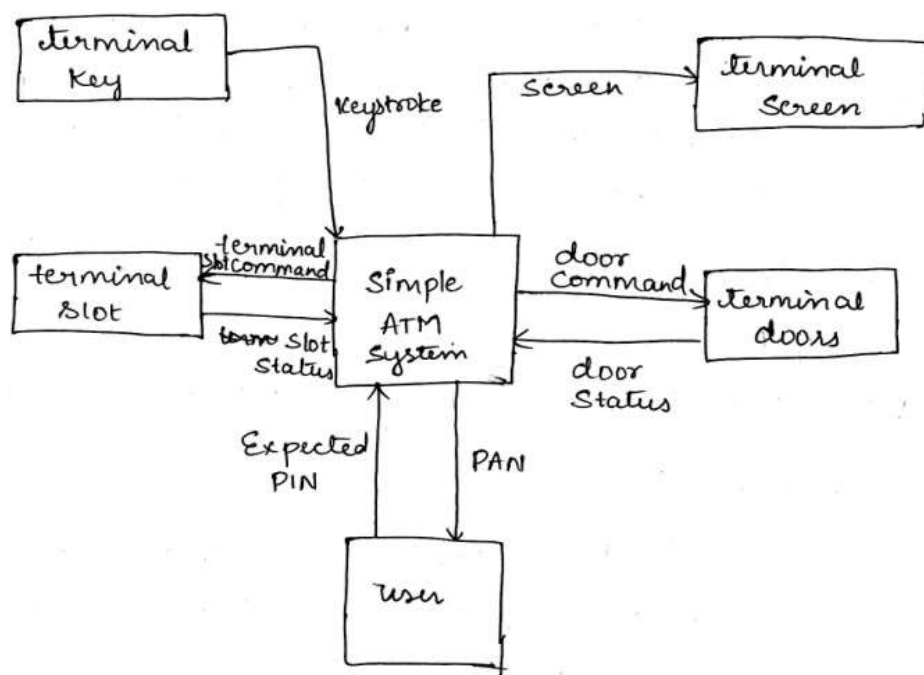 terminal
Key
keystroke
Screen
terminal
Screen
terminal
Slot
terminal
Slot Command
Slot
Status
Simple
ATM
System
door
Command
door
Status
terminal
doors
Expected
PIN
PAN
user